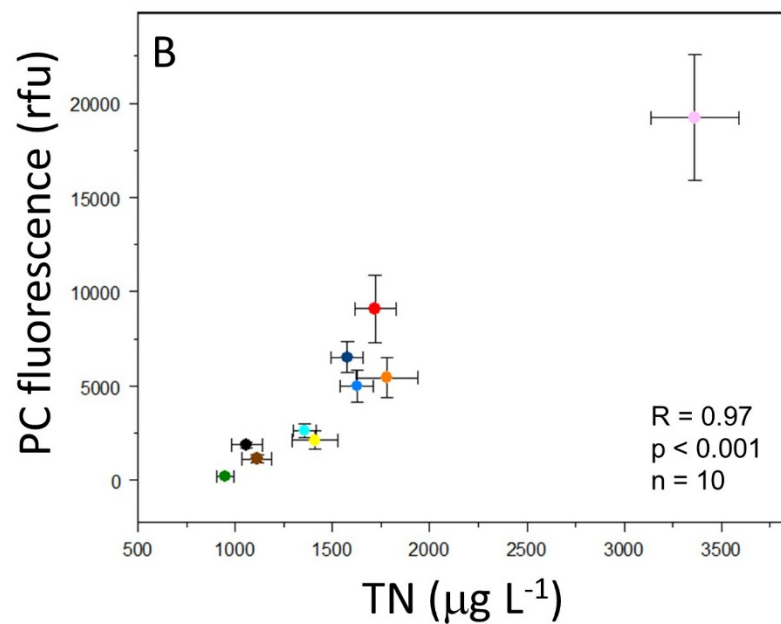 B
PC fluorescence (rfu)
20000
15000
10000
5000
0
R = 0.97
p < 0.001
n = 10
500 1000 1500 2000 2500 3000 3500
TN (µg L⁻¹)